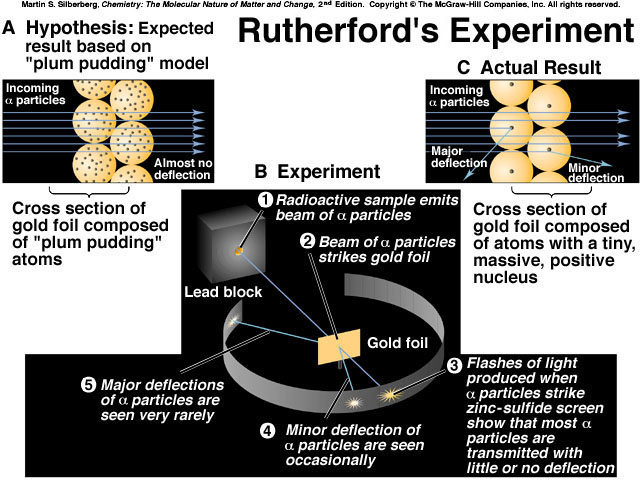 Martin S. Silberberg, Chemistry: The Molecular Nature of Matter and Change, 2nd Edition. Copyright © The McGraw-Hill Companies, Inc. All rights reserved.
Rutherford's Experiment
A Hypothesis: Expected
result based on
"plum pudding" model
Incoming
α particles
Almost no
deflection
Cross section of
gold foil composed
of "plum pudding"
atoms
B Experiment
1 Radioactive sample emits
beam of α particles
2 Beam of α particles
strikes gold foil
Lead block
Gold foil
3 Flashes of light
produced when
α particles strike
zinc-sulfide screen
show that most α
particles are
transmitted with
little or no deflection
4 Minor deflection of
α particles are seen
occasionally
5 Major deflections
of α particles are
seen very rarely
C Actual Result
Incoming
α particles
Major
deflection
Minor
deflection
Cross section of
gold foil composed
of atoms with a tiny,
massive, positive
nucleus